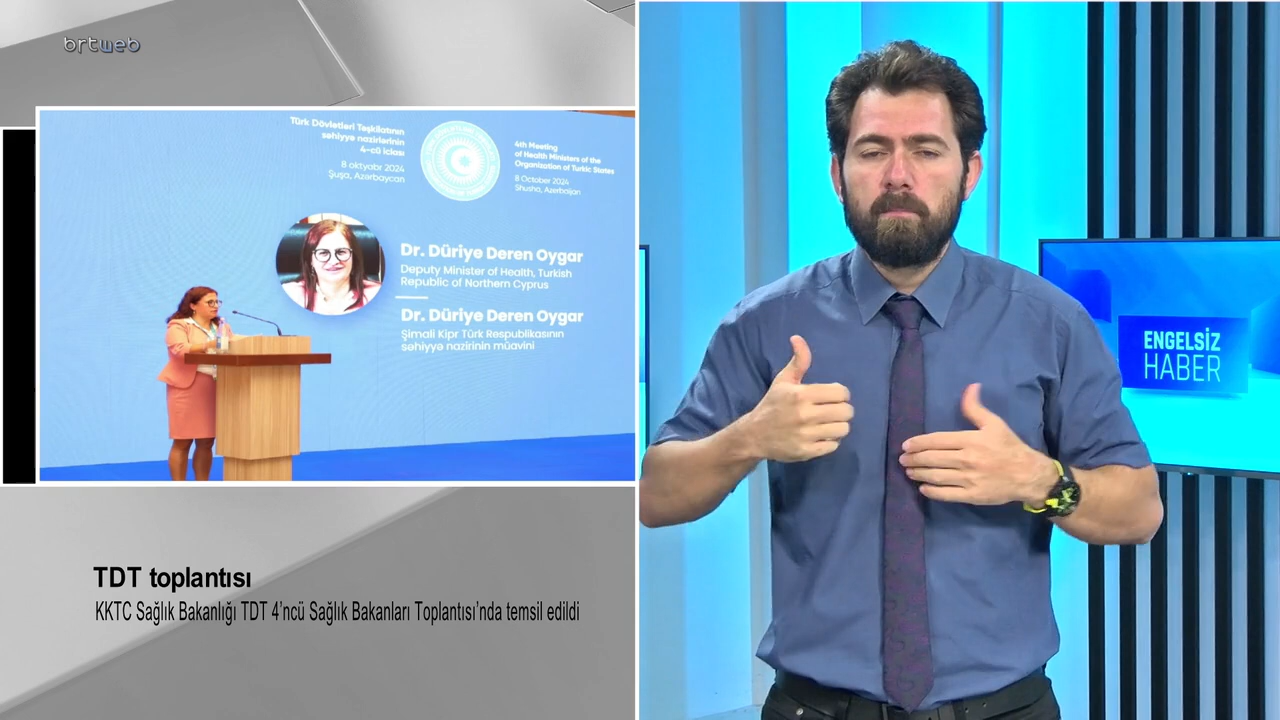 brtweb
Türk Dövlətləri Təşkilatının
səhiyyə nazirlərinin
4-cü iclası
8 oktyabr 2024
Şuşa, Azərbaycan
4th Meeting
of Health Ministers of the
Organization of Turkic States
8 October 2024
Shusha, Azerbaijan
Dr. Düriye Deren Oygar
Deputy Minister of Health, Turkish
Republic of Northern Cyprus
Dr. Düriye Deren Oygar
Şimali Kipr Türk Respublikasının
səhiyyə nazirinin müavini
ENGELSİZ
HABER
TDT toplantısı
KKTC Sağlık Bakanlığı TDT 4'ncü Sağlık Bakanları Toplantısı'nda temsil edildi